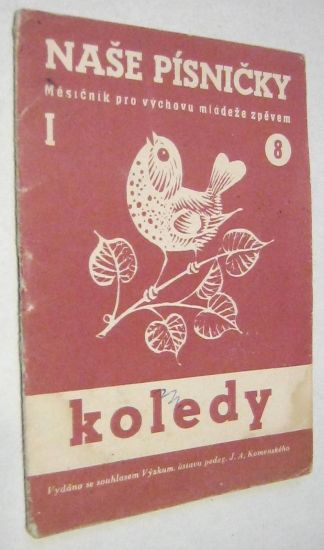 NAŠE PÍSNIČKY
Měsíčník pro výchovu mládeže zpěvem
I
8
koledy
Vydáno se souhlasem Výzkum. ústavu pedag. J. A. Komenského